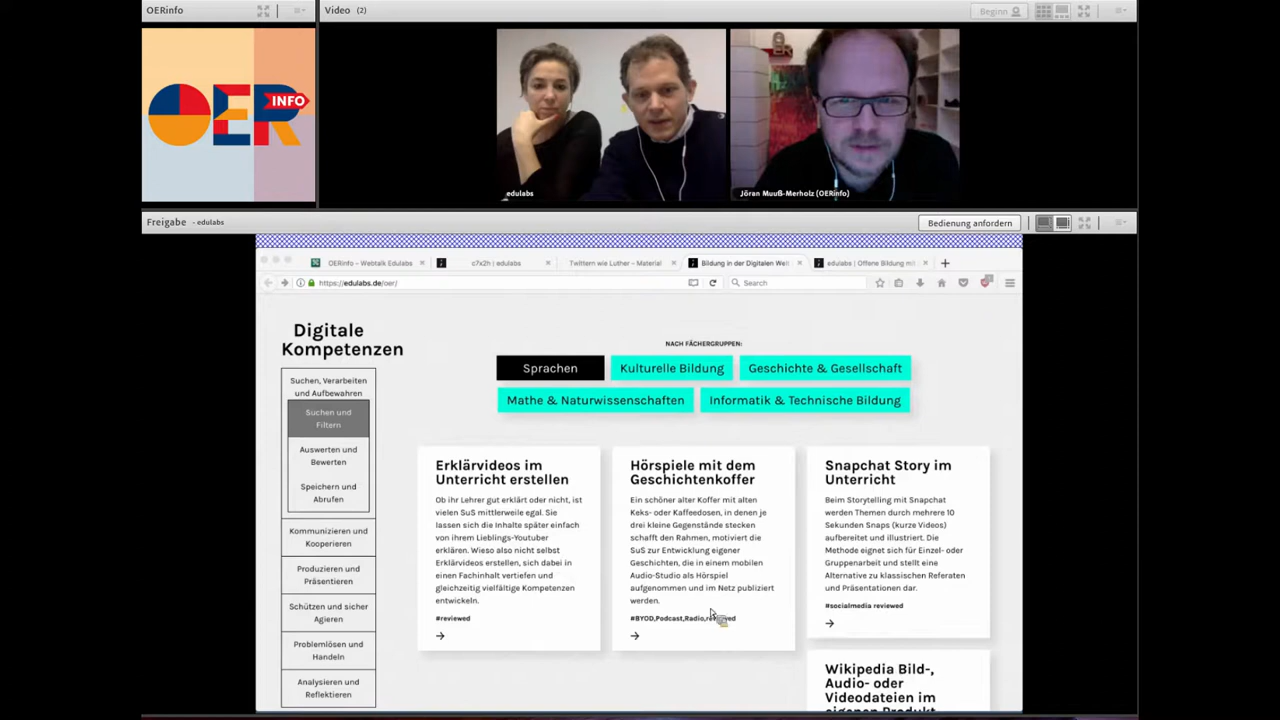 OERinfo
Video (2)
Beginn
OER INFO
edulabs
Jöran Muuß-Merholz (OERinfo)
Freigabe - edulabs
Bedienung anfordern
OERinfo – Webtalk Edulabs
c7x2h | edulabs
Twittern wie Luther – Material
Bildung in der Digitalen Welt
edulabs | Offene Bildung mit
https://edulabs.de/oer/
Search
Digitale
Kompetenzen
Suchen, Verarbeiten
und Aufbewahren
Suchen und
Filtern
Auswerten und
Bewerten
Speichern und
Abrufen
Kommunizieren und
Kooperieren
Produzieren und
Präsentieren
Schützen und sicher
Agieren
Problemlösen und
Handeln
Analysieren und
Reflektieren
NACH FÄCHERGRUPPEN:
Sprachen
Kulturelle Bildung
Geschichte & Gesellschaft
Mathe & Naturwissenschaften
Informatik & Technische Bildung
Erklärvideos im
Unterricht erstellen
Ob ihr Lehrer gut erklärt oder nicht, ist
vielen SuS mittlerweile egal. Sie
lassen sich die Inhalte später einfach
von ihrem Lieblings-Youtuber
erklären. Wieso also nicht selbst
Erklärvideos erstellen, sich dabei in
einen Fachinhalt vertiefen und
gleichzeitig vielfältige Kompetenzen
entwickeln.
#reviewed
Hörspiele mit dem
Geschichtenkoffer
Ein schöner alter Koffer mit alten
Keks- oder Kaffeedosen, in denen je
drei kleine Gegenstände stecken
schafft den Rahmen, motiviert die
SuS zur Entwicklung eigener
Geschichten, die in einem mobilen
Audio-Studio als Hörspiel
aufgenommen und im Netz publiziert
werden.
#BYOD,Podcast,Radio,reviewed
Snapchat Story im
Unterricht
Beim Storytelling mit Snapchat
werden Themen durch mehrere 10
Sekunden Snaps (kurze Videos)
aufbereitet und illustriert. Die
Methode eignet sich für Einzel- oder
Gruppenarbeit und stellt eine
Alternative zu klassischen Referaten
und Präsentationen dar.
#socialmedia reviewed
Wikipedia Bild-,
Audio- oder
Videodateien im
eigenen Produkt